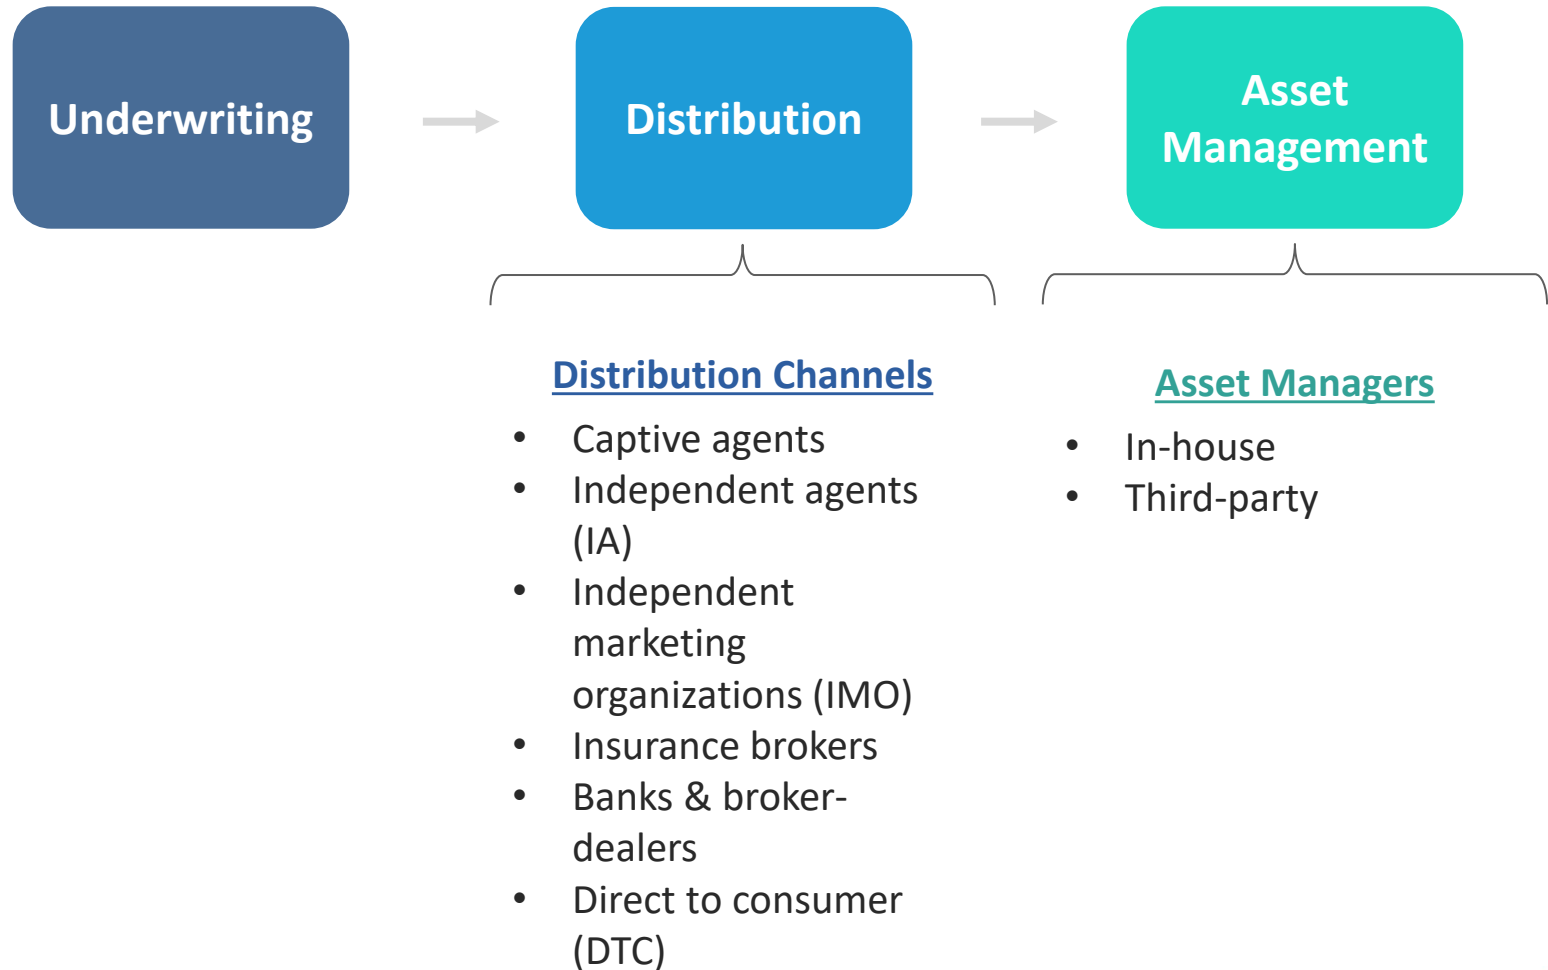 Underwriting
Distribution
Asset
Management
Distribution Channels
• Captive agents
• Independent agents
(IA)
• Independent
marketing
organizations (IMO)
• Insurance brokers
• Banks & broker-
dealers
• Direct to consumer
(DTC)
Asset Managers
• In-house
• Third-party